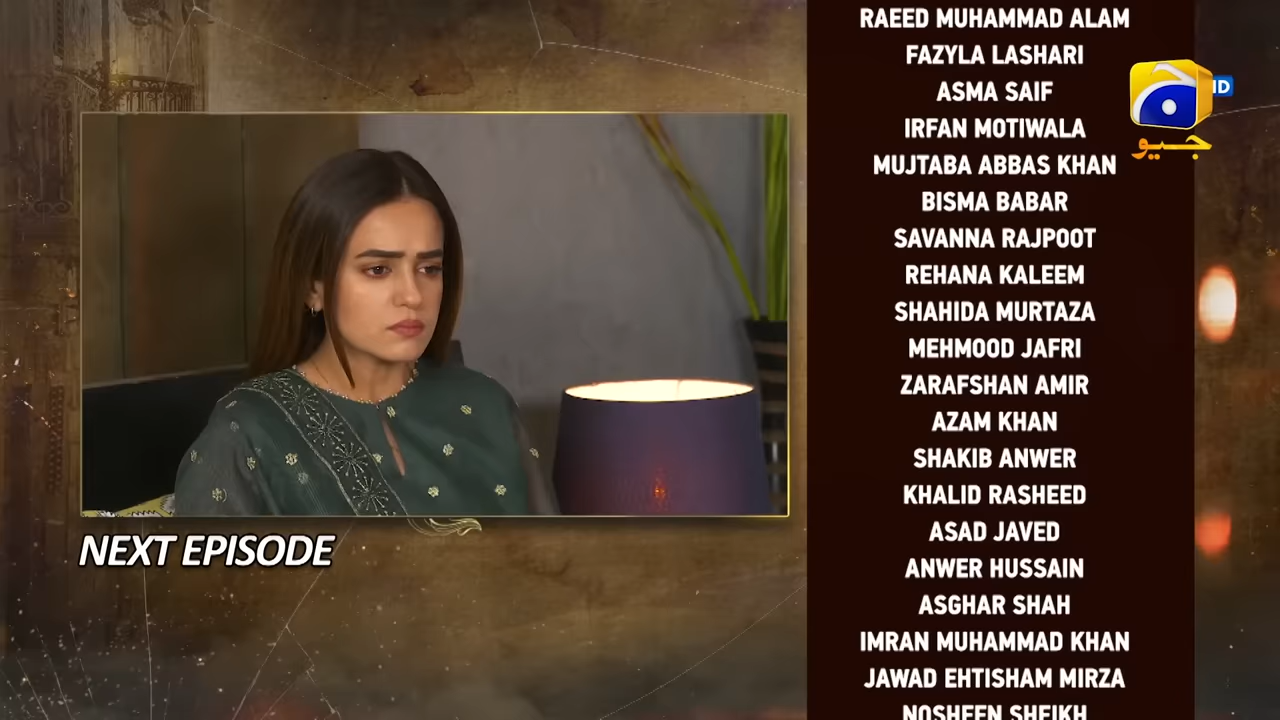 RAEED MUHAMMAD ALAM
FAZYLA LASHARI
ASMA SAIF
IRFAN MOTIWALA
MUJTABA ABBAS KHAN
BISMA BABAR
SAVANNA RAJPOOT
REHANA KALEEM
SHAHIDA MURTAZA
MEHMOOD JAFRI
ZARAFSHAN AMIR
AZAM KHAN
SHAKIB ANWER
KHALID RASHEED
ASAD JAVED
ANWER HUSSAIN
ASGHAR SHAH
IMRAN MUHAMMAD KHAN
JAWAD EHTISHAM MIRZA
NOSHEEN SHEIKH
HD
جیو
NEXT EPISODE